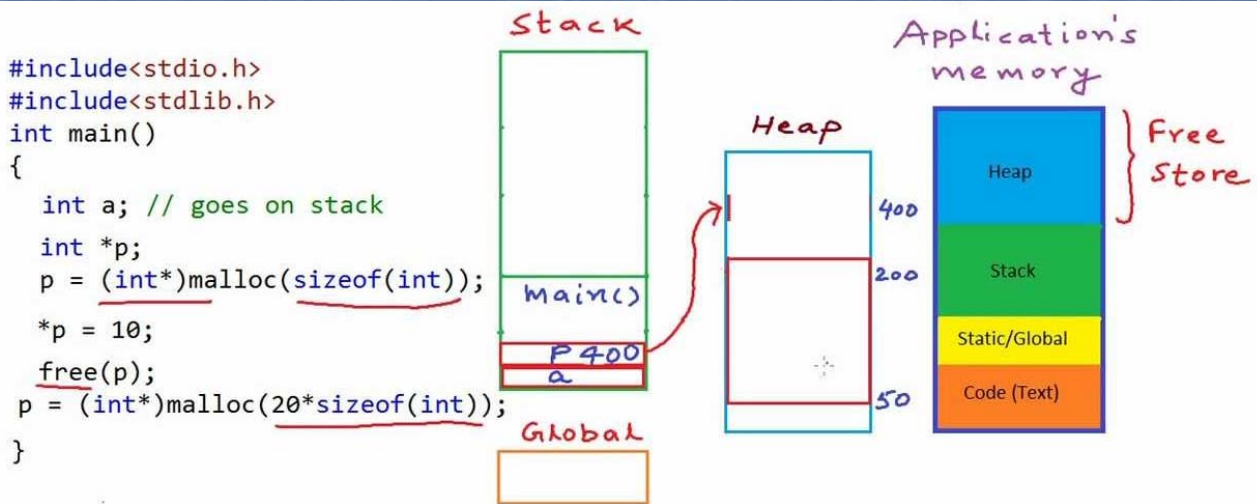 #include<stdio.h>
#include<stdlib.h>
int main()
{
int a; // goes on stack
int *p;
p = (int*)malloc(sizeof(int));
*p = 10;
free(p);
p = (int*)malloc(20*sizeof(int));
}
Stack
main()
P 400
a
Global
Heap
400
200
50
Application's
memory
Heap
Stack
Static/Global
Code (Text)
Free
Store